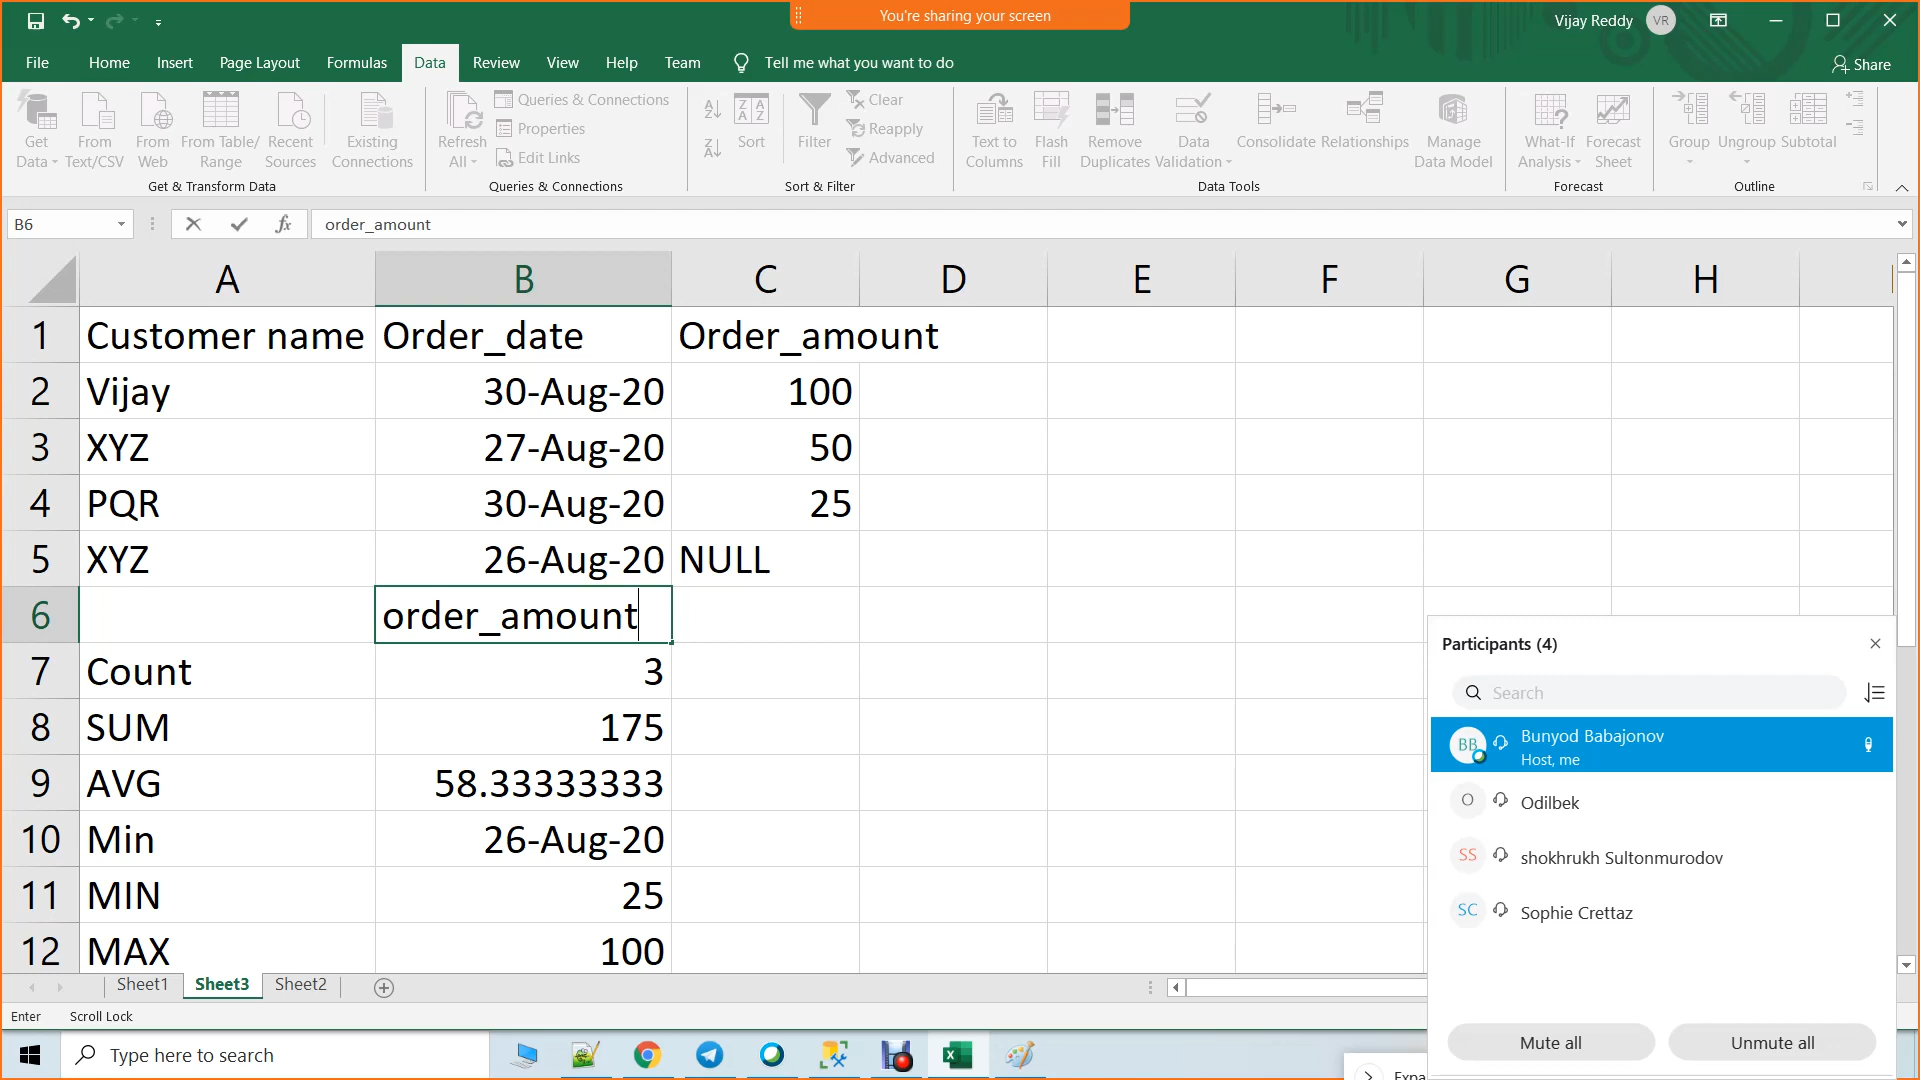 You're sharing your screen
Vijay Reddy VR
File Home Insert Page Layout Formulas Data Review View Help Team Tell me what you want to do Share
Get Data From Text/CSV From Web From Table/ Range Recent Sources Existing Connections
Get & Transform Data
Refresh All Queries & Connections
Properties
Edit Links
Queries & Connections
Sort Filter Clear
Reapply
Advanced
Sort & Filter
Text to Columns Flash Fill Remove Duplicates Data Validation Consolidate Relationships Manage Data Model
Data Tools
What-If Analysis Forecast Sheet
Forecast
Group Ungroup Subtotal
Outline
B6 fx order_amount
A B C D E F G H
1 Customer name Order_date Order_amount
2 Vijay 30-Aug-20 100
3 XYZ 27-Aug-20 50
4 PQR 30-Aug-20 25
5 XYZ 26-Aug-20 NULL
6 order_amount
7 Count 3
8 SUM 175
9 AVG 58.33333333
10 Min 26-Aug-20
11 MIN 25
12 MAX 100
Participants (4)
Search
BB Bunyod Babajonov
Host, me
O Odilbek
SS shokhrukh Sultonmurodov
SC Sophie Crettaz
Mute all Unmute all
Sheet1 Sheet3 Sheet2
Enter Scroll Lock
Type here to search